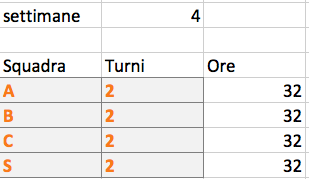 settimane 4
Squadra Turni Ore
A 2 32
B 2 32
C 2 32
S 2 32